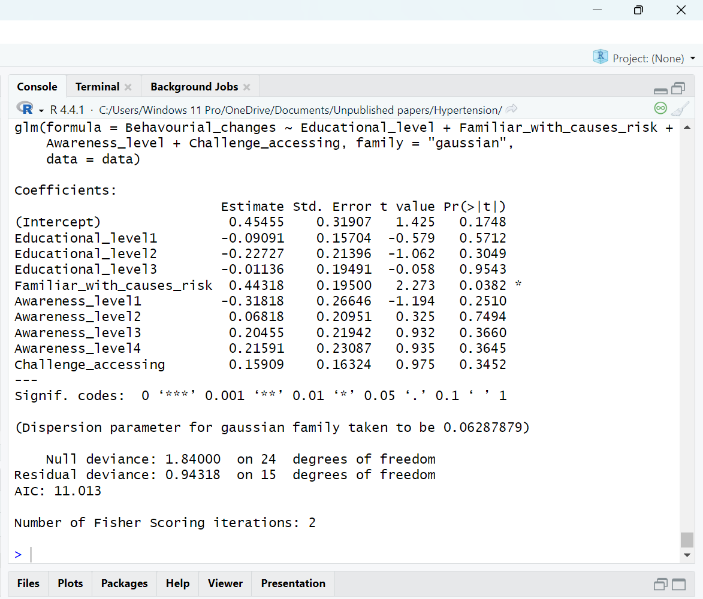 Project: (None)
Console Terminal Background Jobs
R R 4.4.1 · C:/Users/Windows 11 Pro/OneDrive/Documents/Unpublished papers/Hypertension/
glm(formula = Behavourial_changes ~ Educational_level + Familiar_with_causes_risk +
    Awareness_level + Challenge_accessing, family = "gaussian",
    data = data)

Coefficients:
                          Estimate Std. Error t value Pr(>|t|)
(Intercept)                0.45455    0.31907   1.425   0.1748
Educational_level1        -0.09091    0.15704  -0.579   0.5712
Educational_level2        -0.22727    0.21396  -1.062   0.3049
Educational_level3        -0.01136    0.19491  -0.058   0.9543
Familiar_with_causes_risk  0.44318    0.19500   2.273   0.0382 *
Awareness_level1          -0.31818    0.26646  -1.194   0.2510
Awareness_level2           0.06818    0.20951   0.325   0.7494
Awareness_level3           0.20455    0.21942   0.932   0.3660
Awareness_level4           0.21591    0.23087   0.935   0.3645
Challenge_accessing        0.15909    0.16324   0.975   0.3452
---
Signif. codes:  0 ‘***’ 0.001 ‘**’ 0.01 ‘*’ 0.05 ‘.’ 0.1 ‘ ’ 1

(Dispersion parameter for gaussian family taken to be 0.06287879)

    Null deviance: 1.84000  on 24  degrees of freedom
Residual deviance: 0.94318  on 15  degrees of freedom
AIC: 11.013

Number of Fisher Scoring iterations: 2

>
Files Plots Packages Help Viewer Presentation